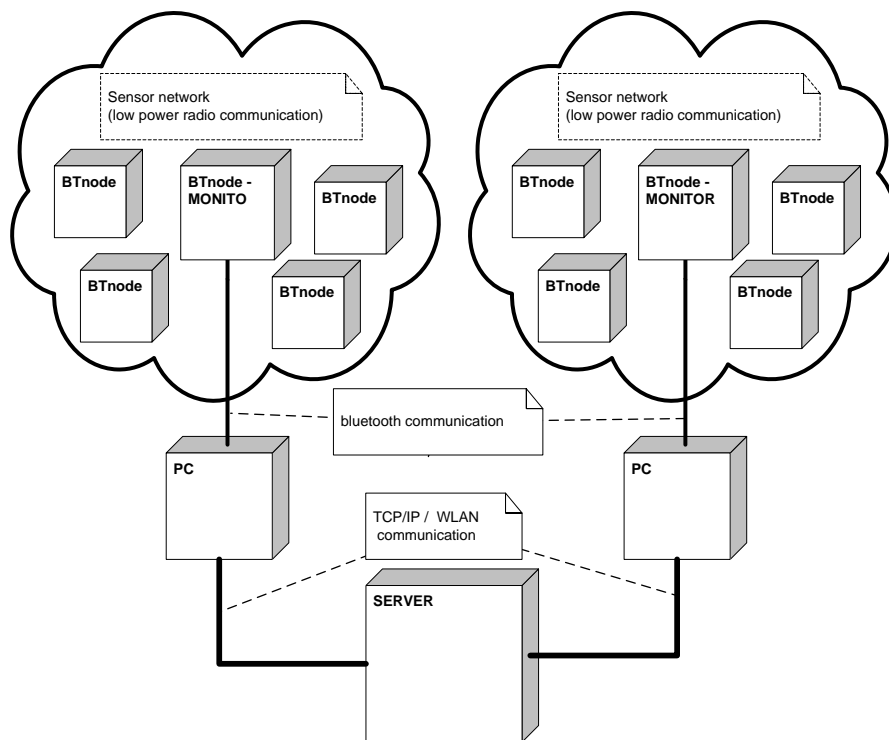 Sensor network
(low power radio communication)
BTnode
BTnode -
MONITO
BTnode
BTnode
BTnode
Sensor network
(low power radio communication)
BTnode
BTnode -
MONITOR
BTnode
BTnode
BTnode
bluetooth communication
PC
PC
TCP/IP / WLAN
communication
SERVER